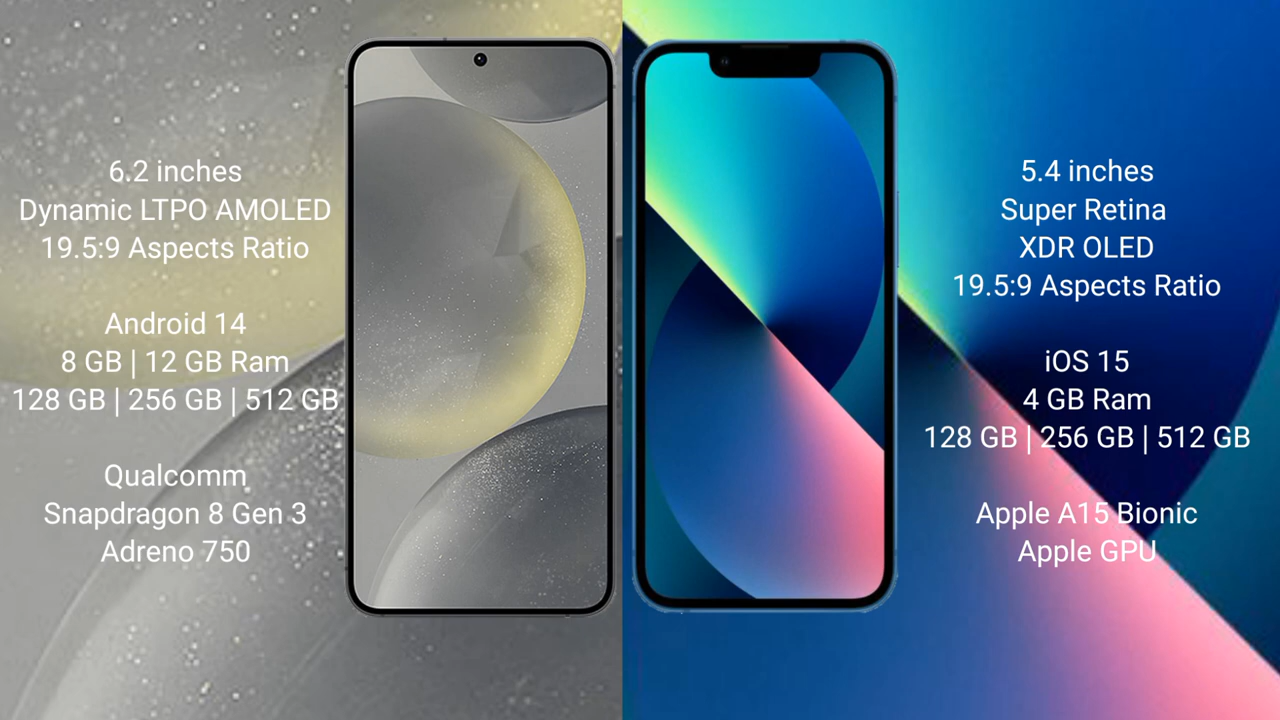 6.2 inches
Dynamic LTPO AMOLED
19.5:9 Aspects Ratio
Android 14
8 GB | 12 GB Ram
128 GB | 256 GB | 512 GB
Qualcomm
Snapdragon 8 Gen 3
Adreno 750
5.4 inches
Super Retina
XDR OLED
19.5:9 Aspects Ratio
iOS 15
4 GB Ram
128 GB | 256 GB | 512 GB
Apple A15 Bionic
Apple GPU